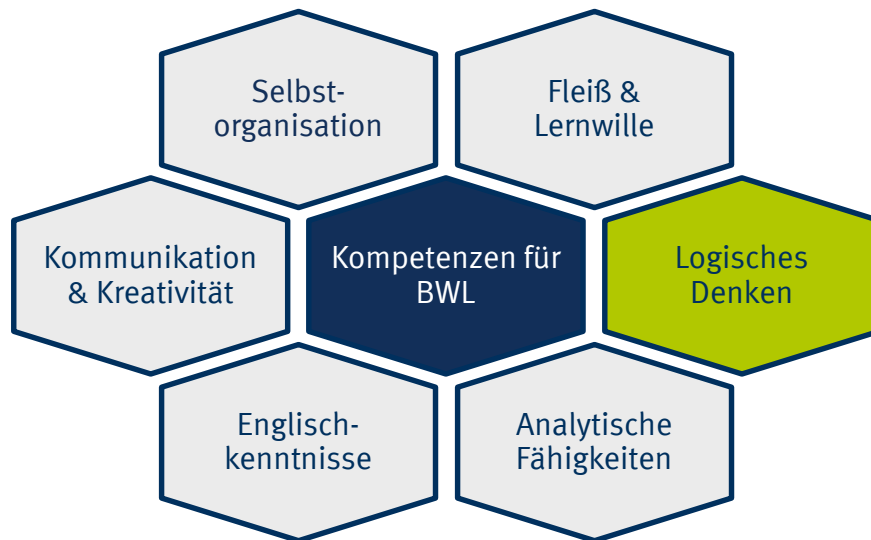 Selbst-
organisation
Fleiß &
Lernwille
Kommunikation
& Kreativität
Kompetenzen für
BWL
Logisches
Denken
Englisch-
kenntnisse
Analytische
Fähigkeiten